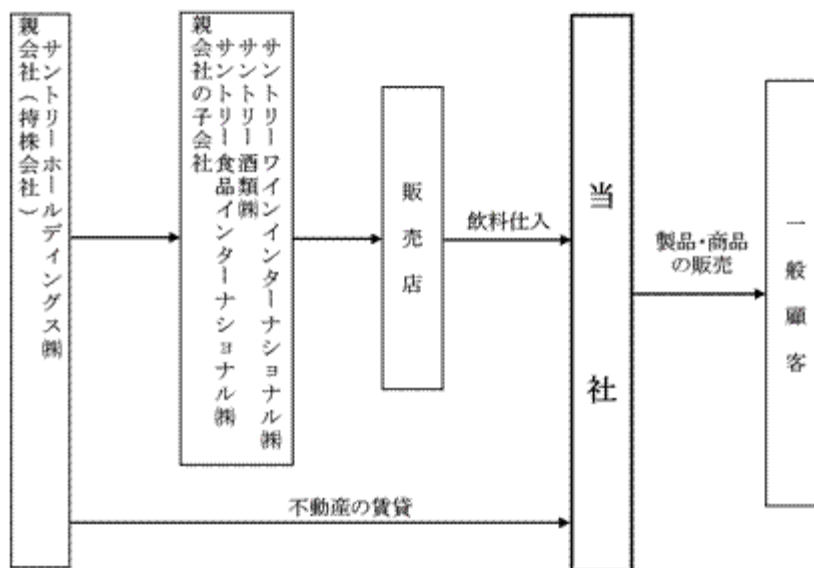 親会社(持株会社)
サントリーホールディングス㈱
親会社の子会社
サントリー食品インターナショナル㈱
サントリー酒類㈱
サントリーワインインターナショナル㈱
販売店
飲料仕入
当社
製品・商品
の販売
一般顧客
不動産の賃貸